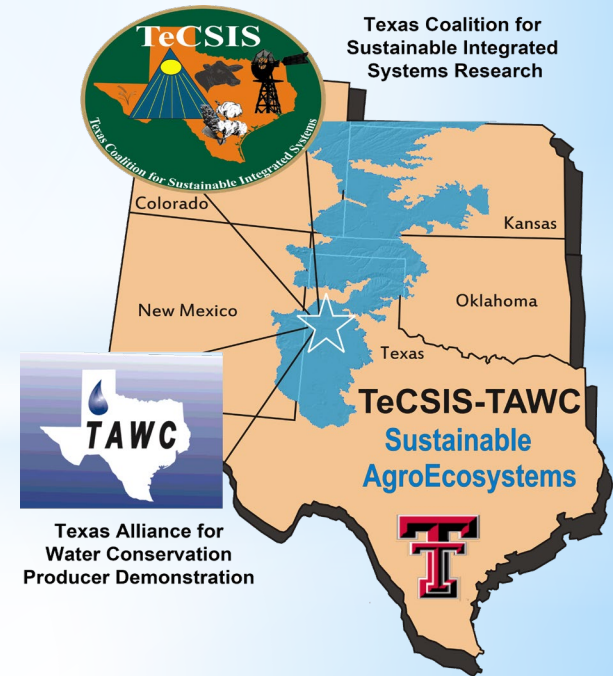 TeCSIS
Texas Coalition for Sustainable Integrated Systems
Texas Coalition for
Sustainable Integrated
Systems Research
Colorado
Kansas
New Mexico
Oklahoma
Texas
TAWC
TeCSIS-TAWC
Sustainable
AgroEcosystems
Texas Alliance for
Water Conservation
Producer Demonstration
T